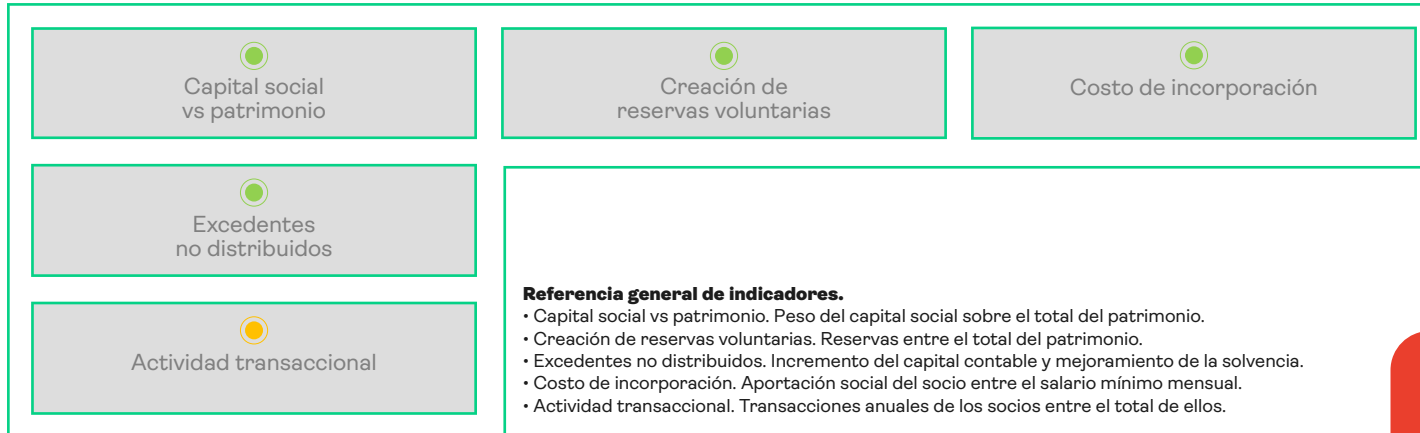 Capital social
vs patrimonio
Creación de
reservas voluntarias
Costo de incorporación
Excedentes
no distribuidos
Actividad transaccional
Referencia general de indicadores.
• Capital social vs patrimonio. Peso del capital social sobre el total del patrimonio.
• Creación de reservas voluntarias. Reservas entre el total del patrimonio.
• Excedentes no distribuidos. Incremento del capital contable y mejoramiento de la solvencia.
• Costo de incorporación. Aportación social del socio entre el salario mínimo mensual.
• Actividad transaccional. Transacciones anuales de los socios entre el total de ellos.